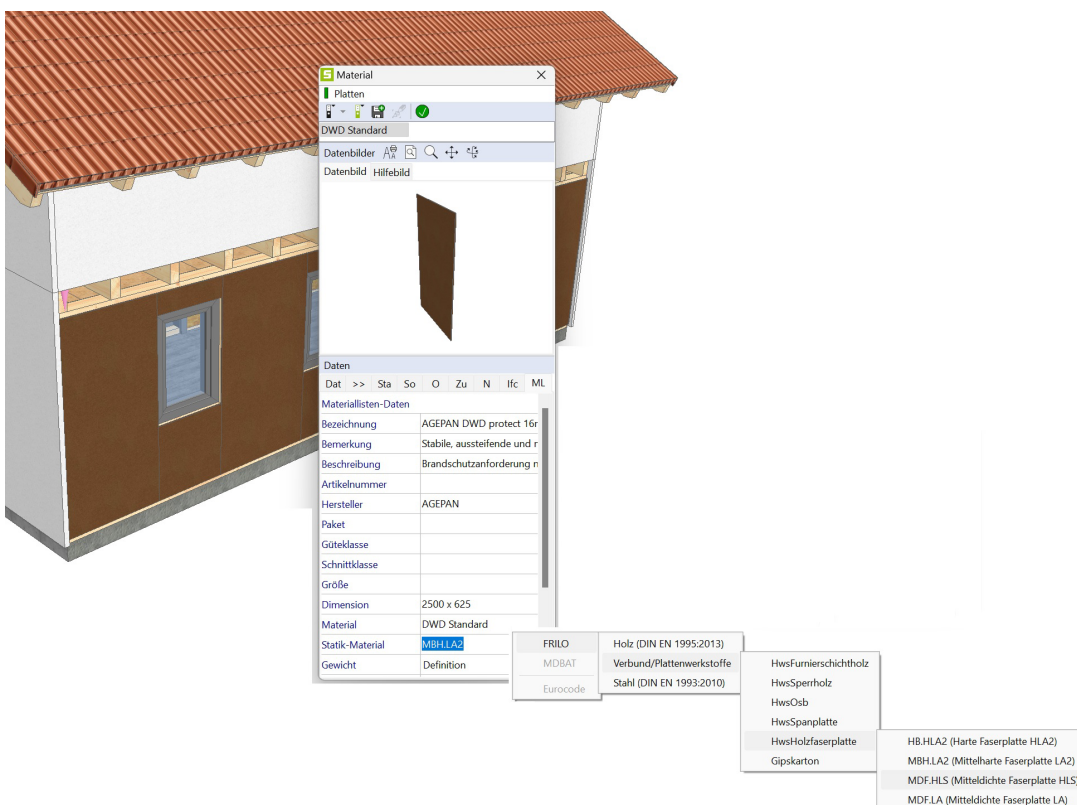 Material
Platten
DWD Standard
Datenbilder
Datenbild Hilfebild
Daten
Dat >> Sta So O Zu N Ifc ML
Materiallisten-Daten
Bezeichnung AGEPAN DWD protect 16r
Bemerkung Stabile, aussteifende und r
Beschreibung Brandschutzanforderung n
Artikelnummer
Hersteller AGEPAN
Paket
Güteklasse
Schnittklasse
Größe
Dimension 2500 x 625
Material DWD Standard
Statik-Material MBH.LA2
Gewicht Definition
FRILO
MDBAT
Eurocode
Holz (DIN EN 1995:2013)
Verbund/Plattenwerkstoffe
Stahl (DIN EN 1993:2010)
HwsFurnierschichtholz
HwsSperrholz
HwsOsb
HwsSpanplatte
HwsHolzfaserplatte
Gipskarton
HB.HLA2 (Harte Faserplatte HLA2)
MBH.LA2 (Mittelharte Faserplatte LA2)
MDF.HLS (Mitteldichte Faserplatte HLS)
MDF.LA (Mitteldichte Faserplatte LA)